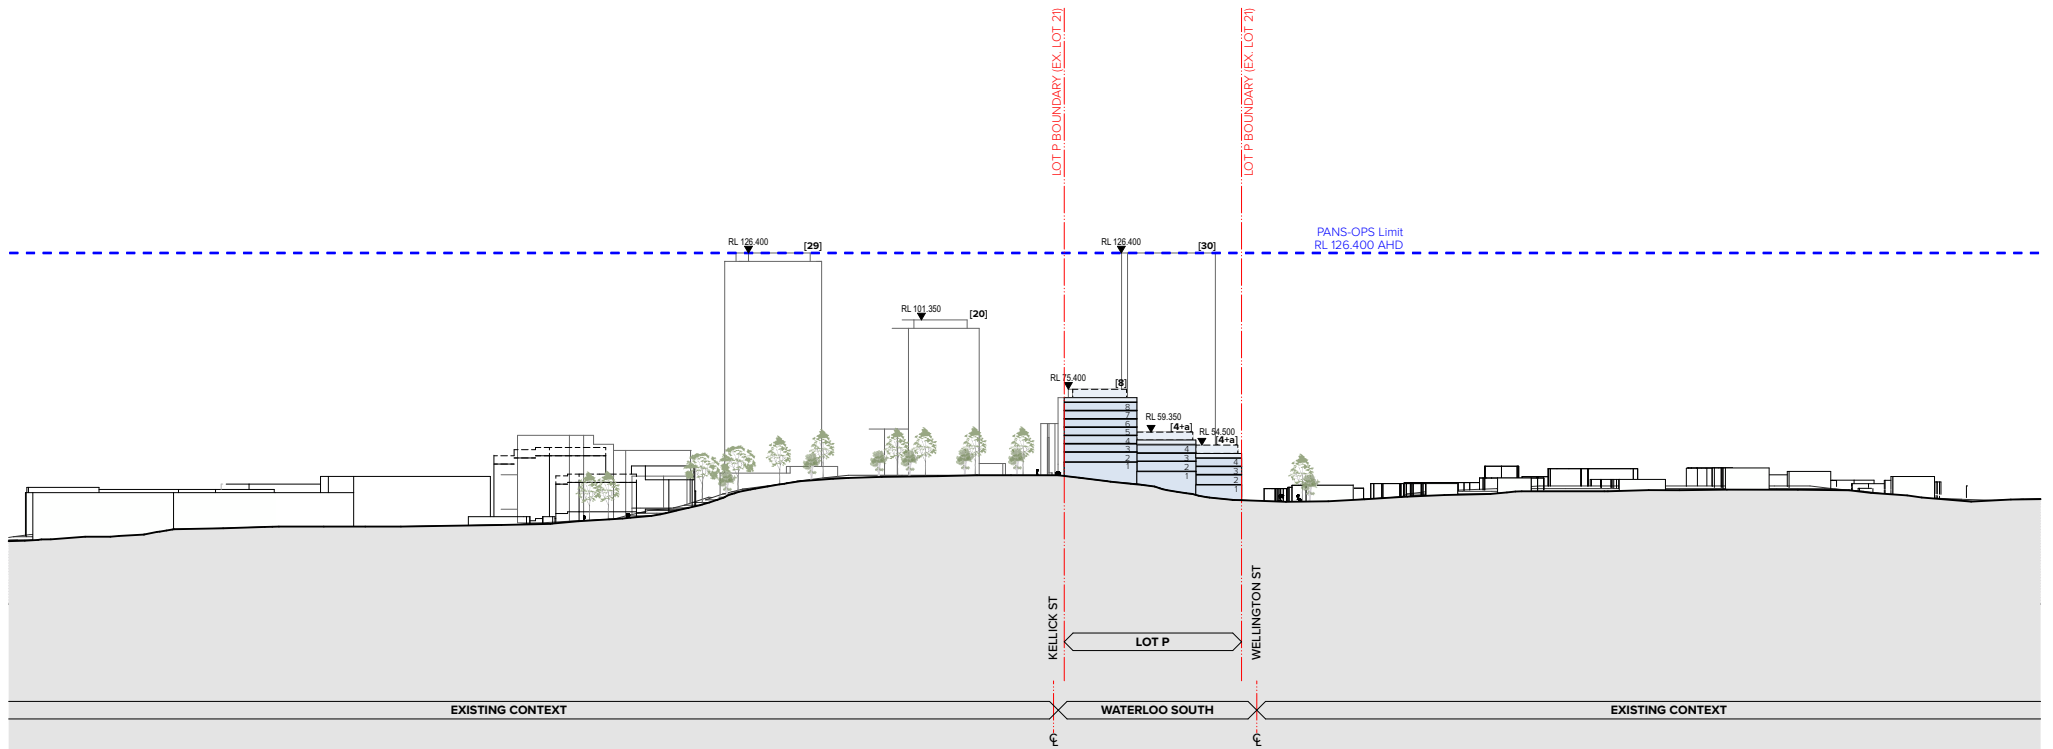 LOT P BOUNDARY (EX. LOT 21)
LOT P BOUNDARY (EX. LOT 21)
PANS-OPS Limit
RL 126.400 AHD
RL 126.400
[29]
RL 126.400
[30]
RL 101.350
[20]
RL 75.400
[8]
8
7
6
5
4
3
2
1
RL 59.350
[4+a]
4
3
2
1
RL 54.500
[4+a]
4
3
2
1
KELLICK ST
WELLINGTON ST
LOT P
EXISTING CONTEXT
WATERLOO SOUTH
EXISTING CONTEXT
℄
℄